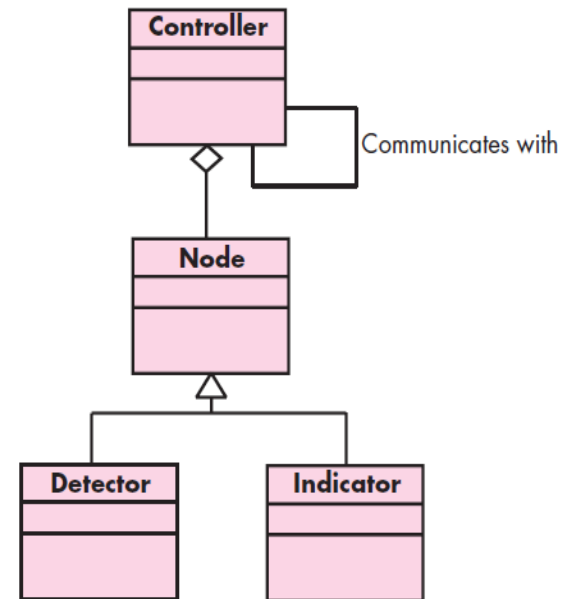 Controller
Communicates with
Node
Detector
Indicator